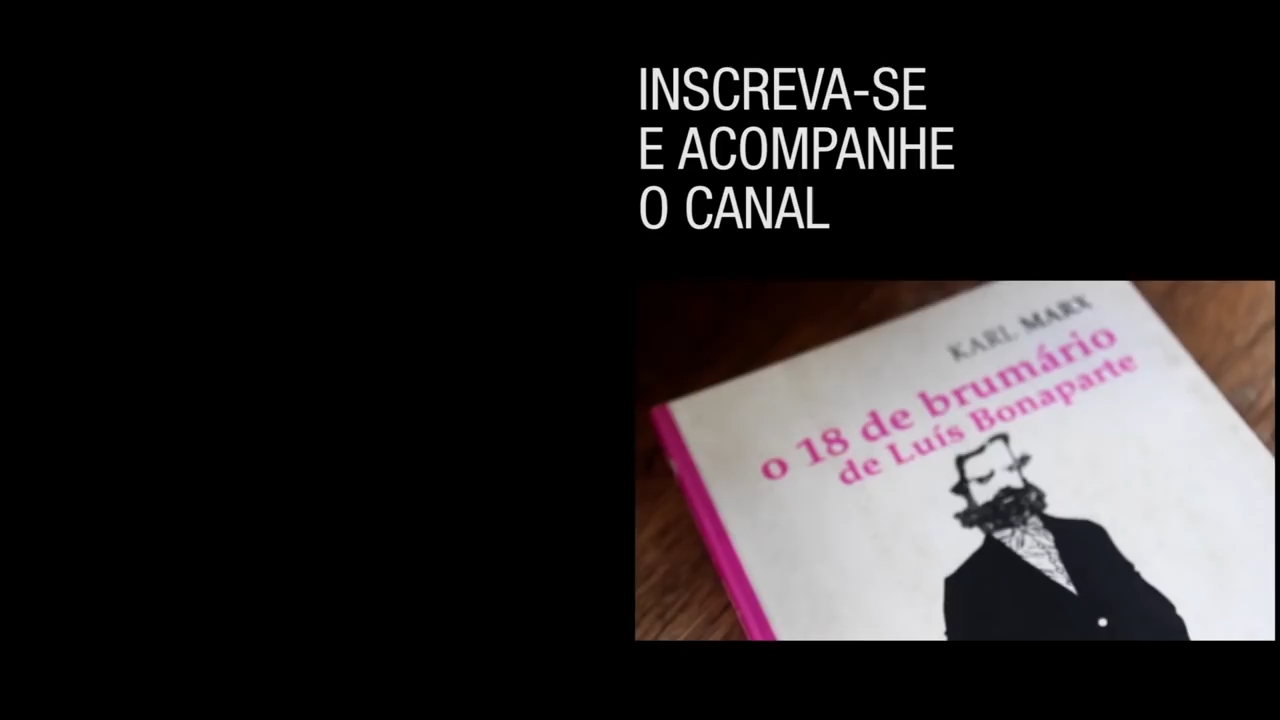 INSCREVA-SE
E ACOMPANHE
O CANAL
KARL MARX
o 18 de brumário
de Luís Bonaparte